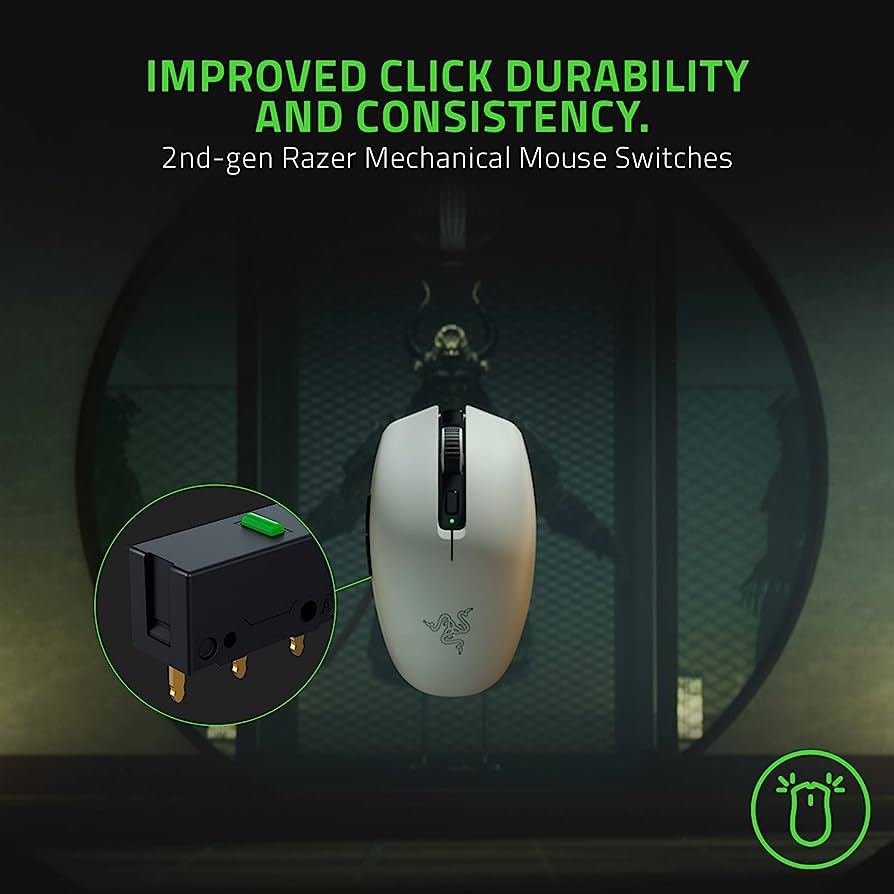 IMPROVED CLICK DURABILITY
AND CONSISTENCY.
2nd-gen Razer Mechanical Mouse Switches